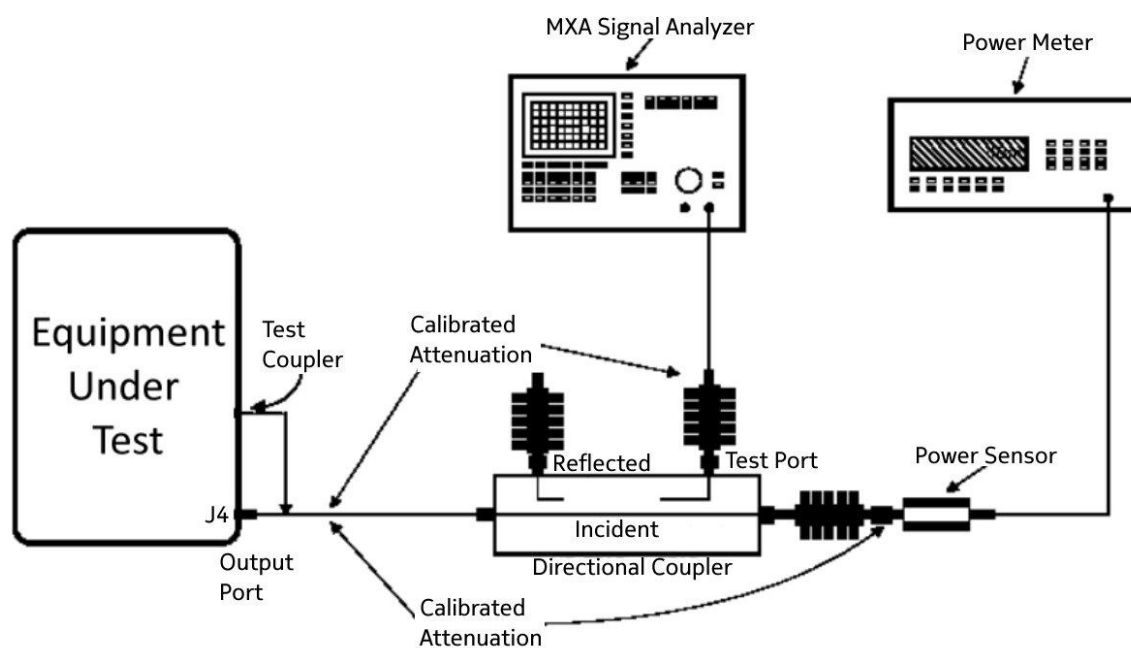 MXA Signal Analyzer
Power Meter
Equipment
Under
Test
Test
Coupler
Calibrated
Attenuation
Reflected
Test Port
Power Sensor
J4
Incident
Output
Port
Directional Coupler
Calibrated
Attenuation